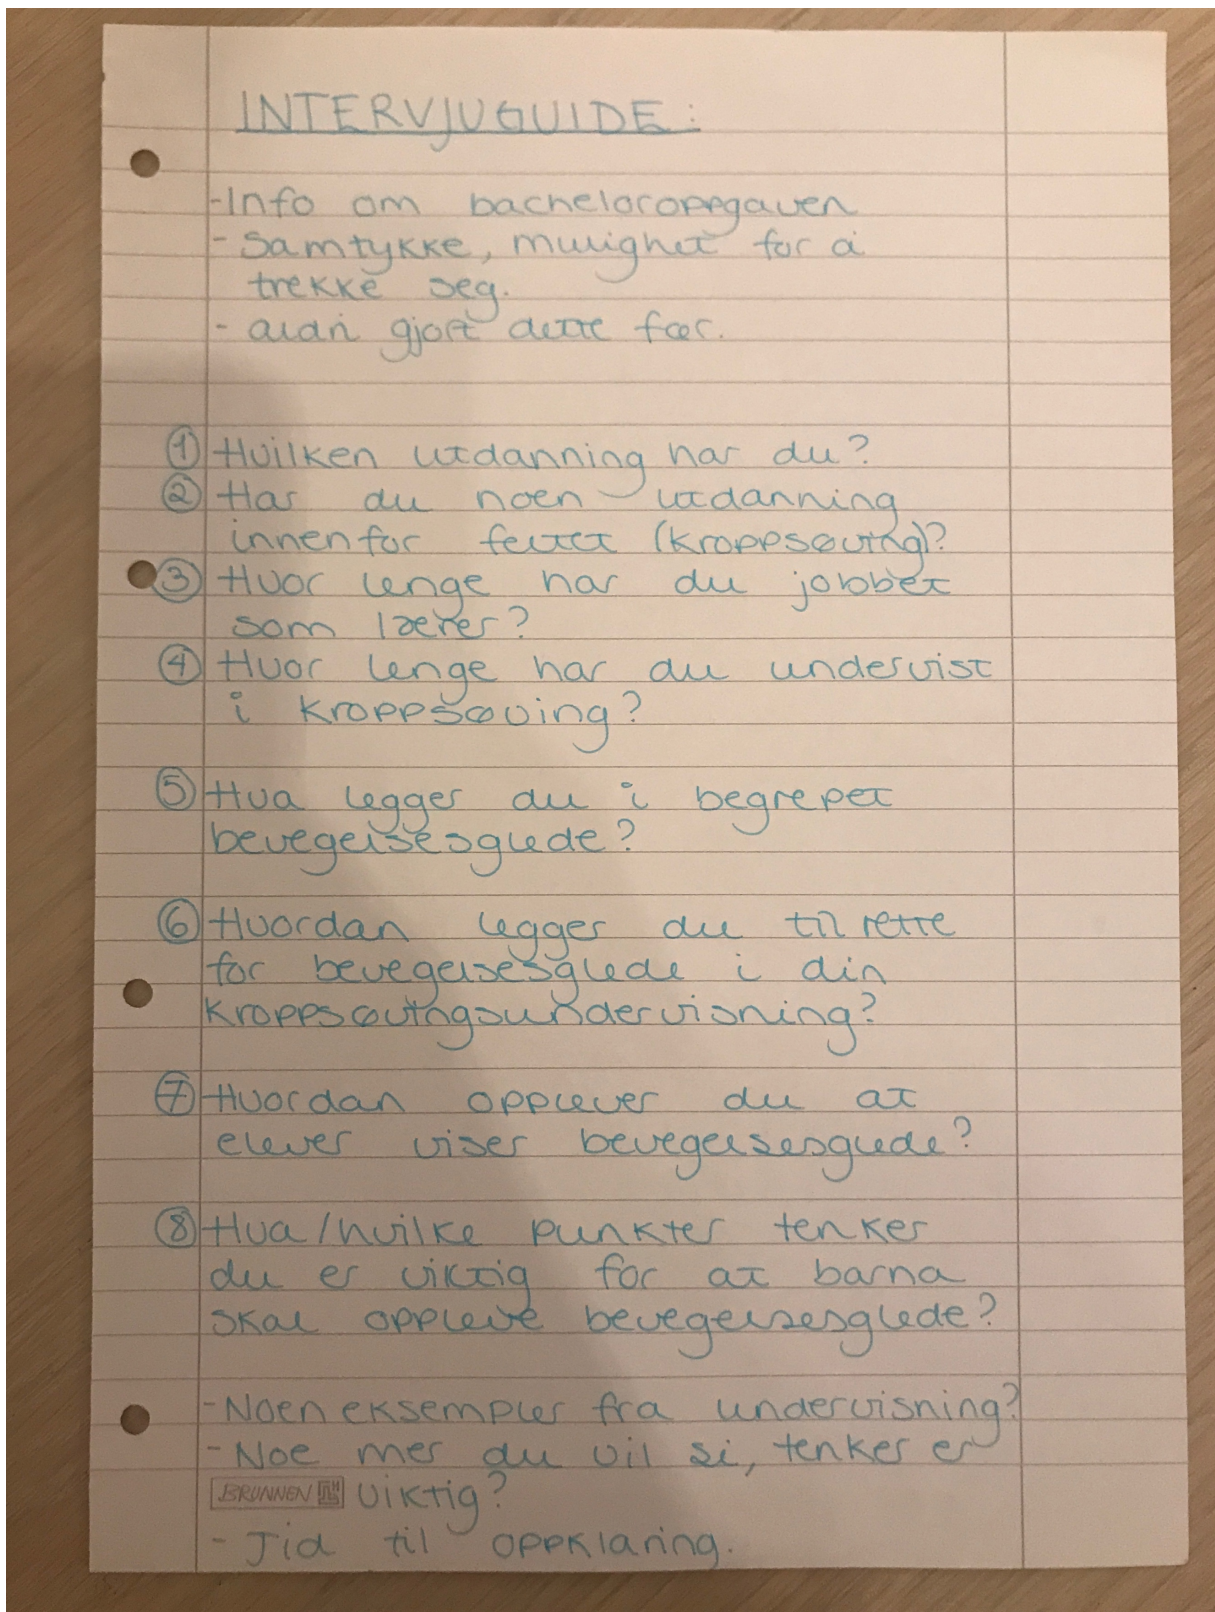 INTERVJUGUIDE:
- Info om bacheloroppgaven
- Samtykke, mulighet for å
trekke seg.
- aldri gjort dette før.
① Hvilken utdanning har du?
② Har du noen utdanning
innenfor feltet (kroppsøving)?
③ Hvor lenge har du jobbet
som lærer?
④ Hvor lenge har du undervist
i kroppsøving?
⑤ Hva legger du i begrepet
bevegelsesglede?
⑥ Hvordan legger du til rette
for bevegelsesglede i din
kroppsøvingsundervisning?
⑦ Hvordan opplever du at
elever viser bevegelsesglede?
⑧ Hva/hvilke punkter tenker
du er viktig for at barna
skal oppleve bevegelsesglede?
- Noen eksempler fra undervisning?
- Noe mer du vil si, tenker er
BRUNNEN viktig?
- Tid til oppklaring.